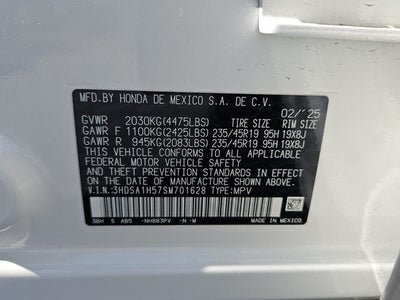 MFD.BY HONDA DE MEXICO S.A. DE C.V.
02/'25
GVWR 2030KG(4475LBS) TIRE SIZE RIM SIZE
GAWR F 1100KG(2425LBS) 235/45R19 95H 19X8J
GAWR R 945KG(2083LBS) 235/45R19 95H 19X8J
THIS VEHICLE CONFORMS TO ALL APPLICABLE
FEDERAL MOTOR VEHICLE SAFETY AND
THEFT PREVENTION STANDARDS IN EFFECT ON
THE DATE OF MANUFACTURE SHOWN ABOVE.
V.I.N.:3HDSA1H57SM701628 TYPE:MPV
3BH S AB5 -NH883PV -N -M
MADE IN MEXICO